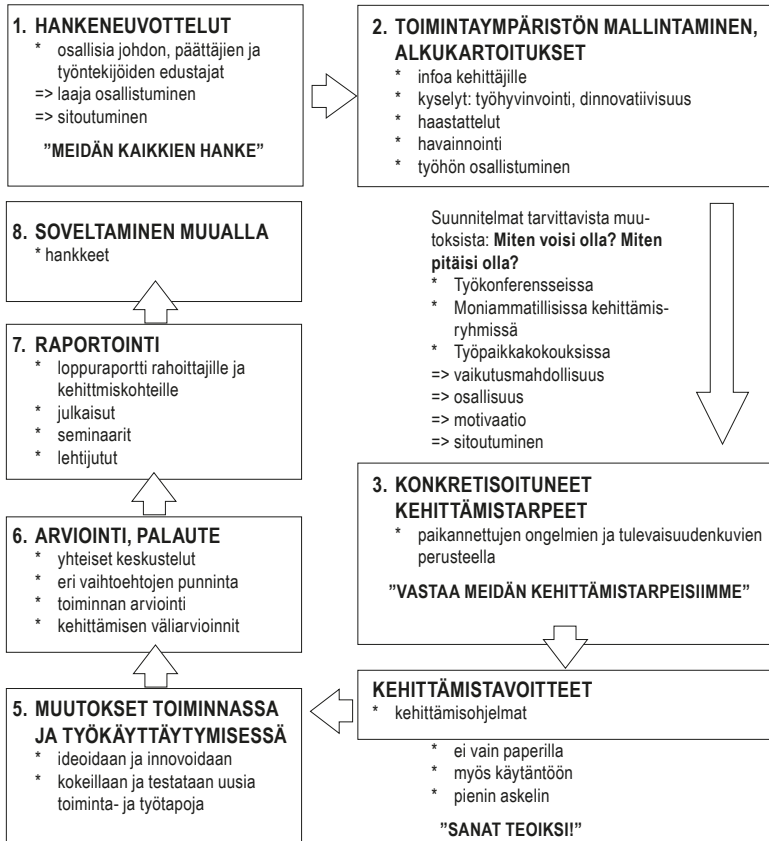 1. HANKENEUVOTTELUT
* osallisia johdon, päättäjien ja
työntekijöiden edustajat
=> laaja osallistuminen
=> sitoutuminen
”MEIDÄN KAIKKIEN HANKE”
2. TOIMINTAYMPÄRISTÖN MALLINTAMINEN,
ALKUKARTOITUKSET
* infoa kehittäjille
* kyselyt: työhyvinvointi, dinnovatiivisuus
* haastattelut
* havainnointi
* työhön osallistuminen
Suunnitelmat tarvittavista muu-
toksista: Miten voisi olla? Miten
pitäisi olla?
* Työkonferensseissa
* Moniammatillisissa kehittämis-
ryhmissä
* Työpaikkakokouksissa
=> vaikutusmahdollisuus
=> osallisuus
=> motivaatio
=> sitoutuminen
3. KONKRETISOITUNEET
KEHITTÄMISTARPEET
* paikannettujen ongelmien ja tulevaisuudenkuvien
perusteella
”VASTAA MEIDÄN KEHITTÄMISTARPEISIIMME”
KEHITTÄMISTAVOITTEET
* kehittämisohjelmat
* ei vain paperilla
* myös käytäntöön
* pienin askelin
”SANAT TEOIKSI!”
5. MUUTOKSET TOIMINNASSA
JA TYÖKÄYTTÄYTYMISESSÄ
* ideoidaan ja innovoidaan
* kokeillaan ja testataan uusia
toiminta- ja työtapoja
6. ARVIOINTI, PALAUTE
* yhteiset keskustelut
* eri vaihtoehtojen punninta
* toiminnan arviointi
* kehittämisen väliarvioinnit
7. RAPORTOINTI
* loppuraportti rahoittajille ja
kehittmiskohteille
* julkaisut
* seminaarit
* lehtijutut
8. SOVELTAMINEN MUUALLA
* hankkeet